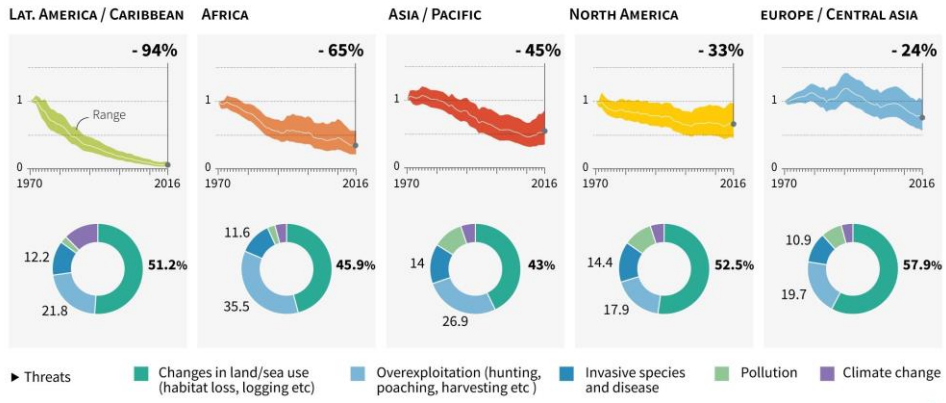 LAT. AMERICA / CARIBBEAN
AFRICA
ASIA / PACIFIC
NORTH AMERICA
EUROPE / CENTRAL ASIA
- 94%
- 65%
- 45%
- 33%
- 24%
1
Range
0
1970
2016
1
0
1970
2016
1
0
1970
2016
1
0
1970
2016
1
0
1970
2016
12.2
51.2%
21.8
11.6
45.9%
35.5
14
43%
26.9
14.4
52.5%
17.9
10.9
57.9%
19.7
▶ Threats
Changes in land/sea use
(habitat loss, logging etc)
Overexploitation (hunting,
poaching, harvesting etc )
Invasive species
and disease
Pollution
Climate change